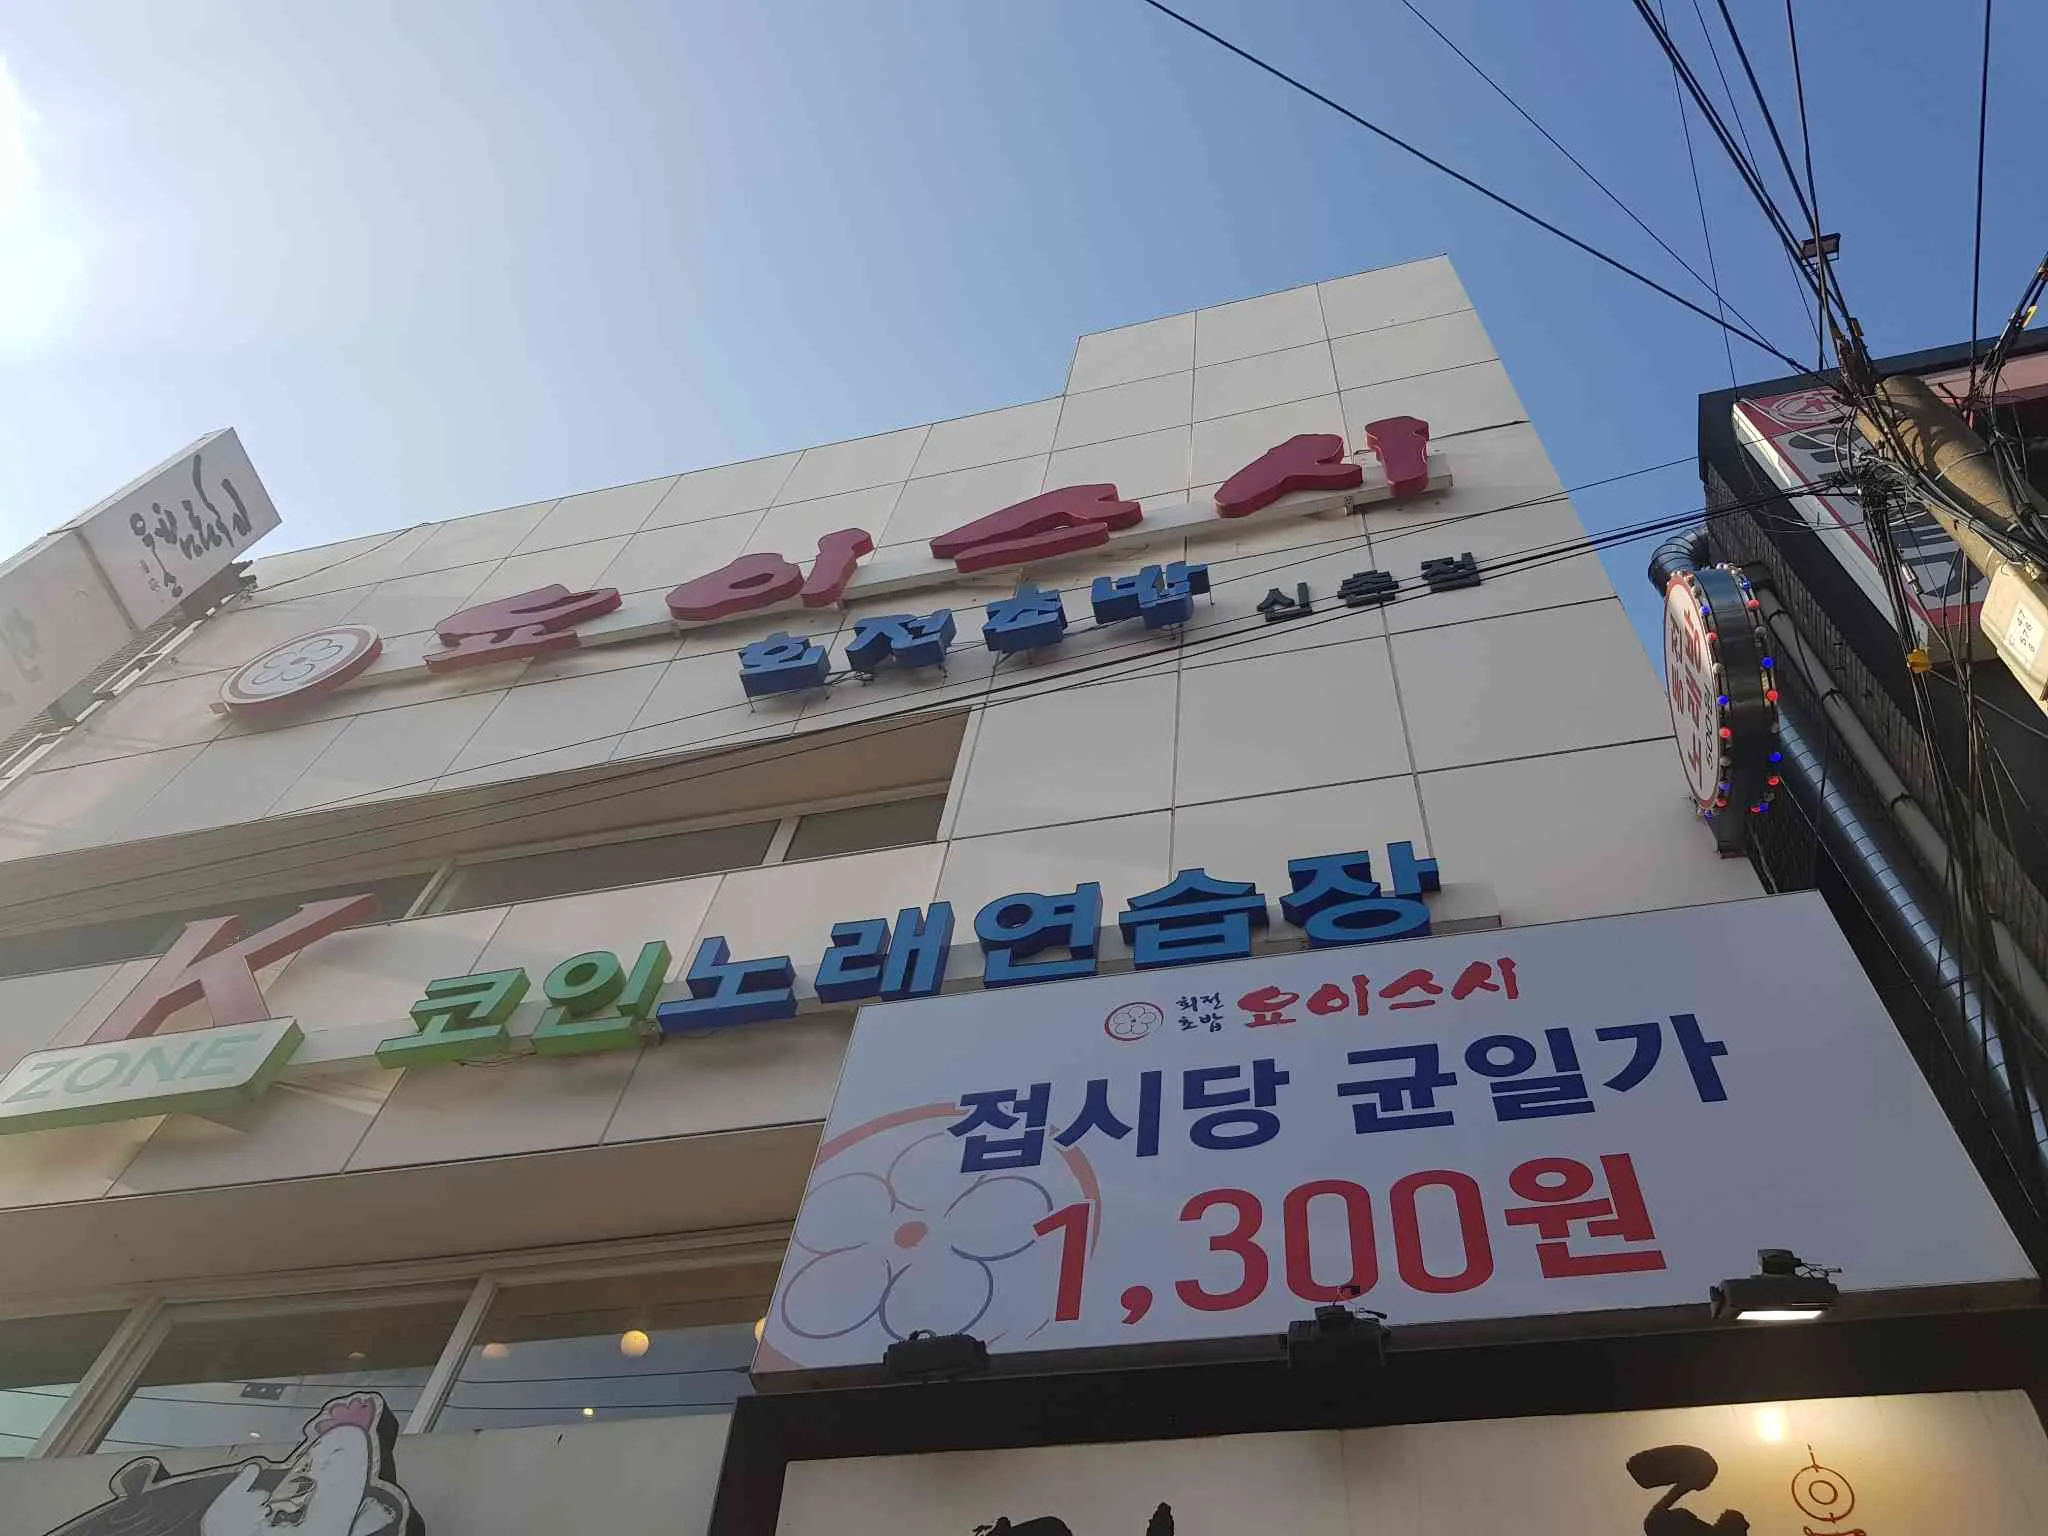 요이스시
회전초밥 신촌점
K
ZONE
코인노래연습장
회전
초밥
요이스시
접시당 균일가
1,300원